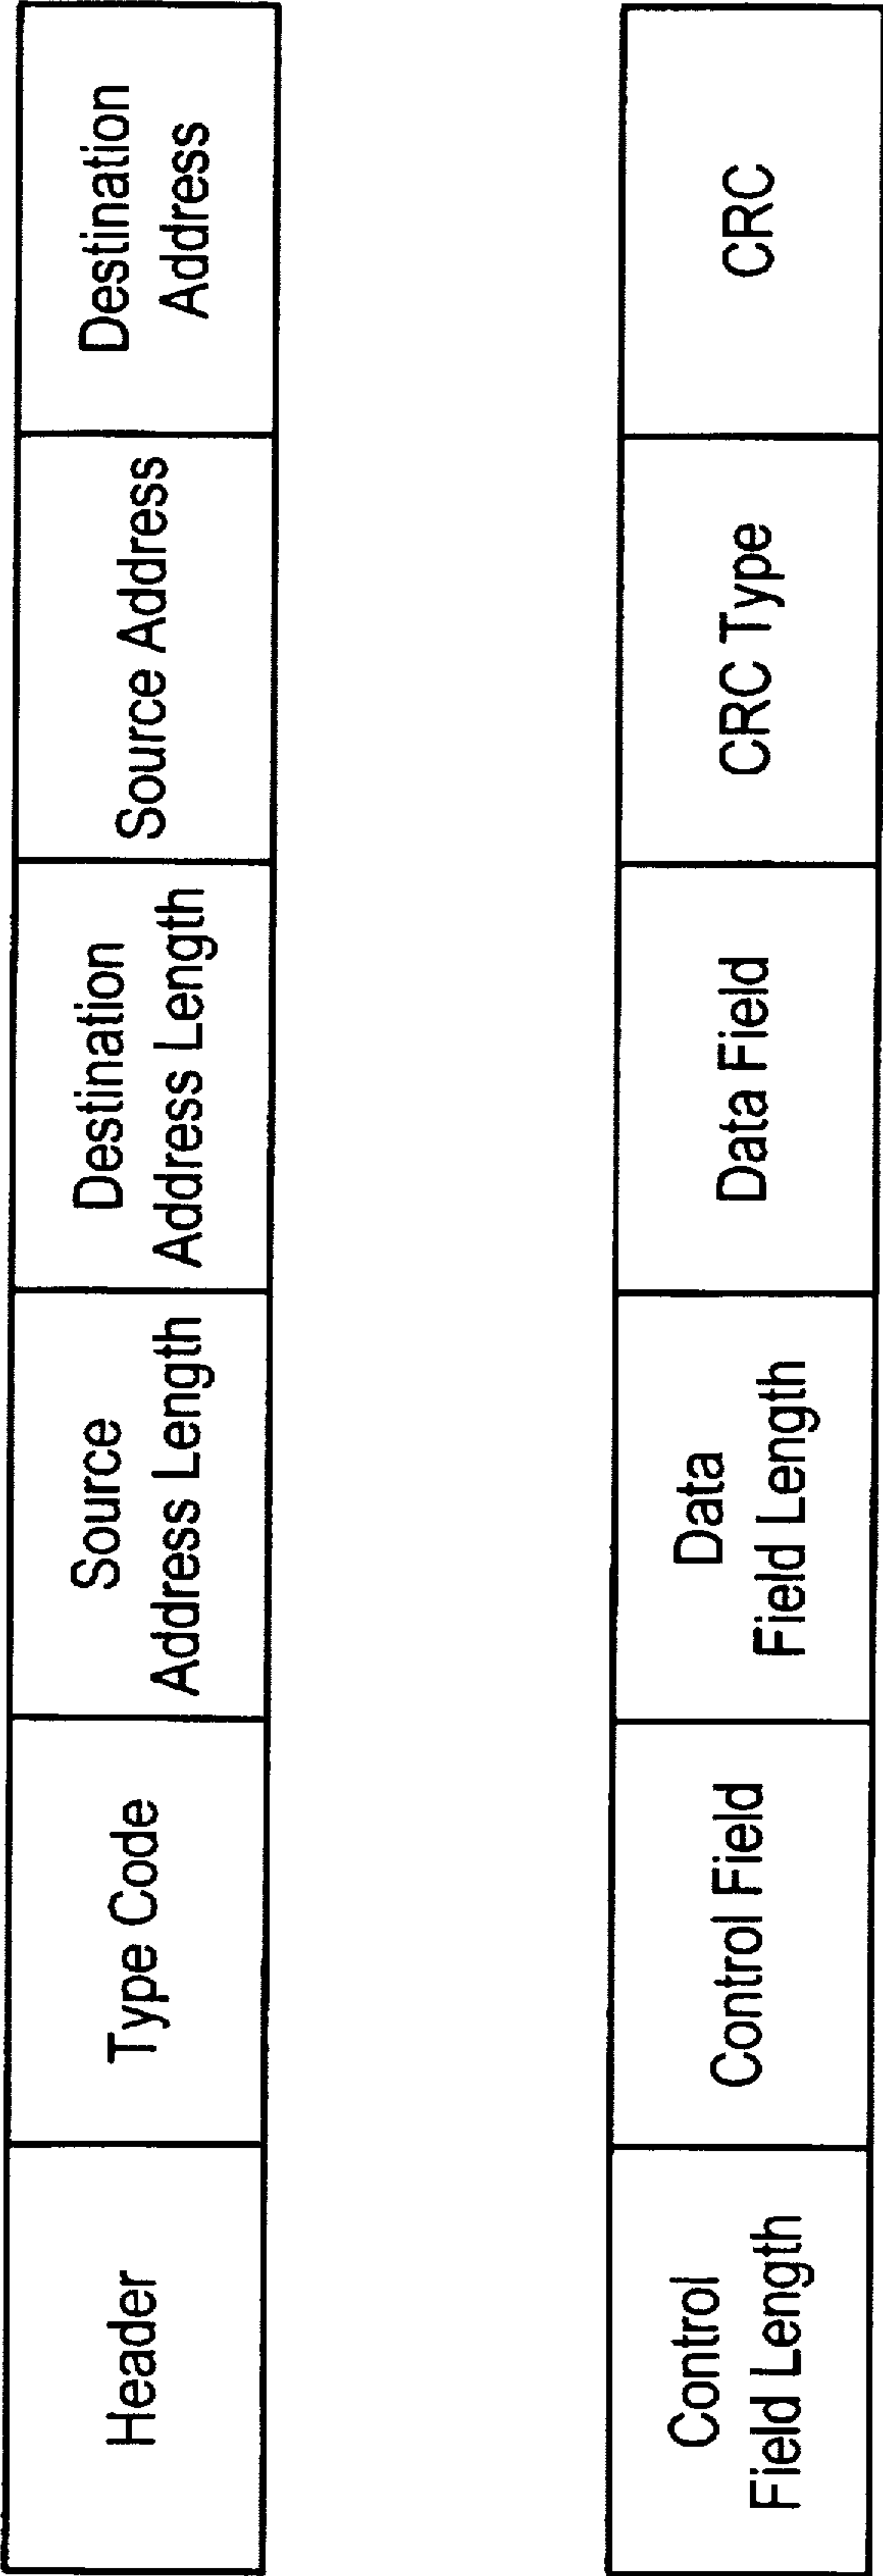 Header
Type Code
Source
Address Length
Destination
Address Length
Source Address
Destination
Address
Control
Field Length
Control Field
Data
Field Length
Data Field
CRC Type
CRC